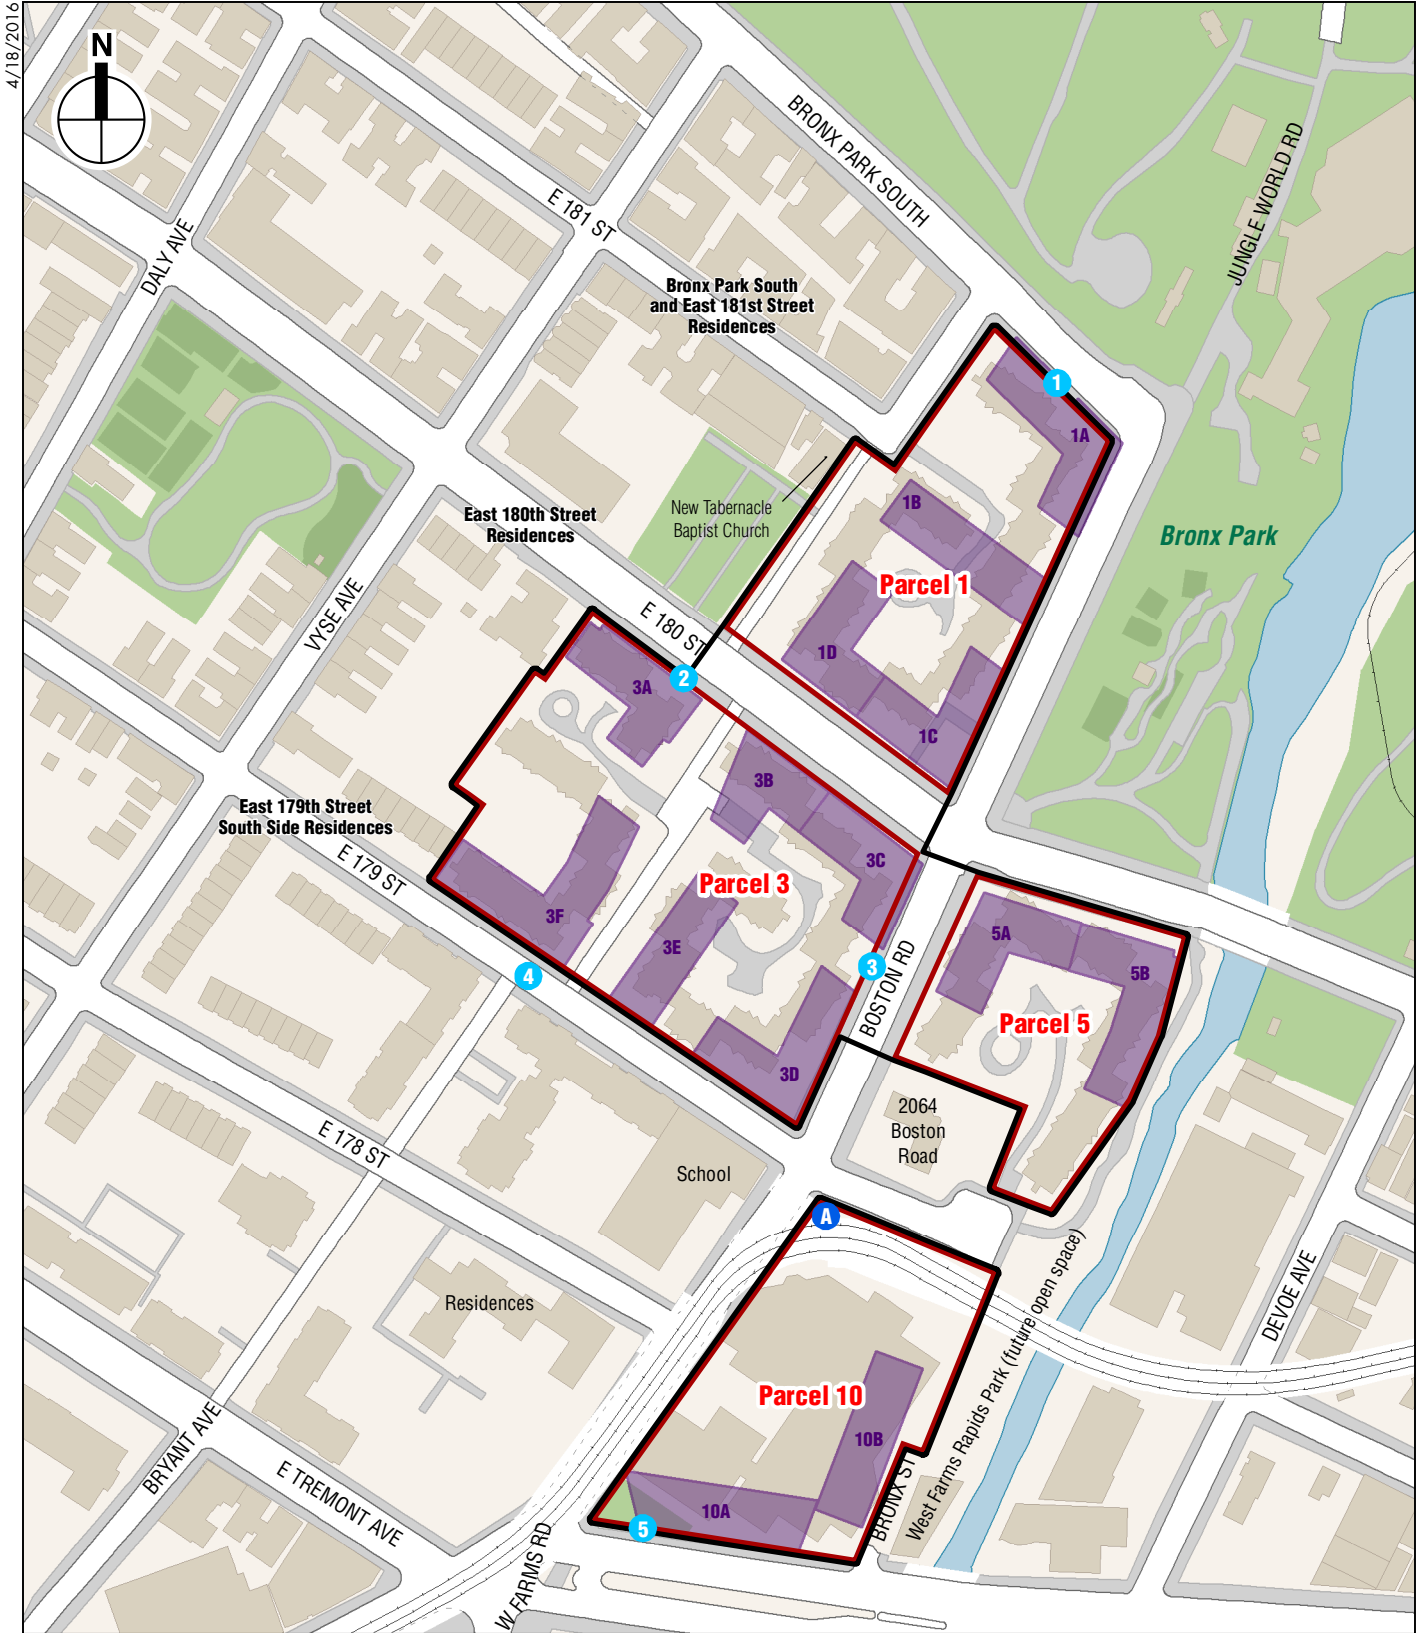 4/18/2016
N
BRONX PARK SOUTH
JUNGLE WORLD RD
E 181 ST
DALY AVE
Bronx Park South
and East 181st Street
Residences
1
1A
1B
New Tabernacle
Baptist Church
East 180th Street
Residences
Bronx Park
Parcel 1
VYSE AVE
E 180 ST
1D
2
3A
1C
3B
East 179th Street
South Side Residences
E 179 ST
3C
Parcel 3
3F
5A
3E
3
5B
4
BOSTON RD
Parcel 5
3D
2064
Boston
Road
E 178 ST
School
A
Residences
DEVOE AVE
West Farms Rapids Park (future open space)
Parcel 10
10B
BRYANT AVE
E TREMONT AVE
10A
BRONX ST
5
W FARMS RD